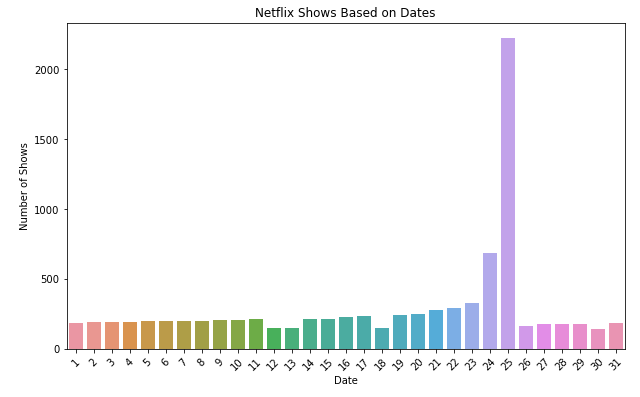 Netflix Shows Based on Dates
Number of Shows
2000
1500
1000
500
0
1 2 3 4 5 6 7 8 9 10 11 12 13 14 15 16 17 18 19 20 21 22 23 24 25 26 27 28 29 30 31
Date